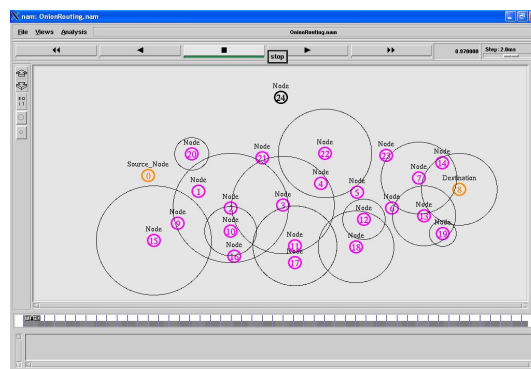 nam: OnionRouting.nam
File Views Analysis OnionRouting.nam
0.970000 Step: 2.0ms
stop
Node
24
Node
20
Node
21
Node
22
Node
23
Node
14
Source_Node
0
Node
1
Node
4
Node
5
Node
7
Destination
8
Node
9
Node
2
Node
3
Node
12
Node
6
Node
13
Node
15
Node
10
Node
16
Node
11
Node
17
Node
18
Node
19